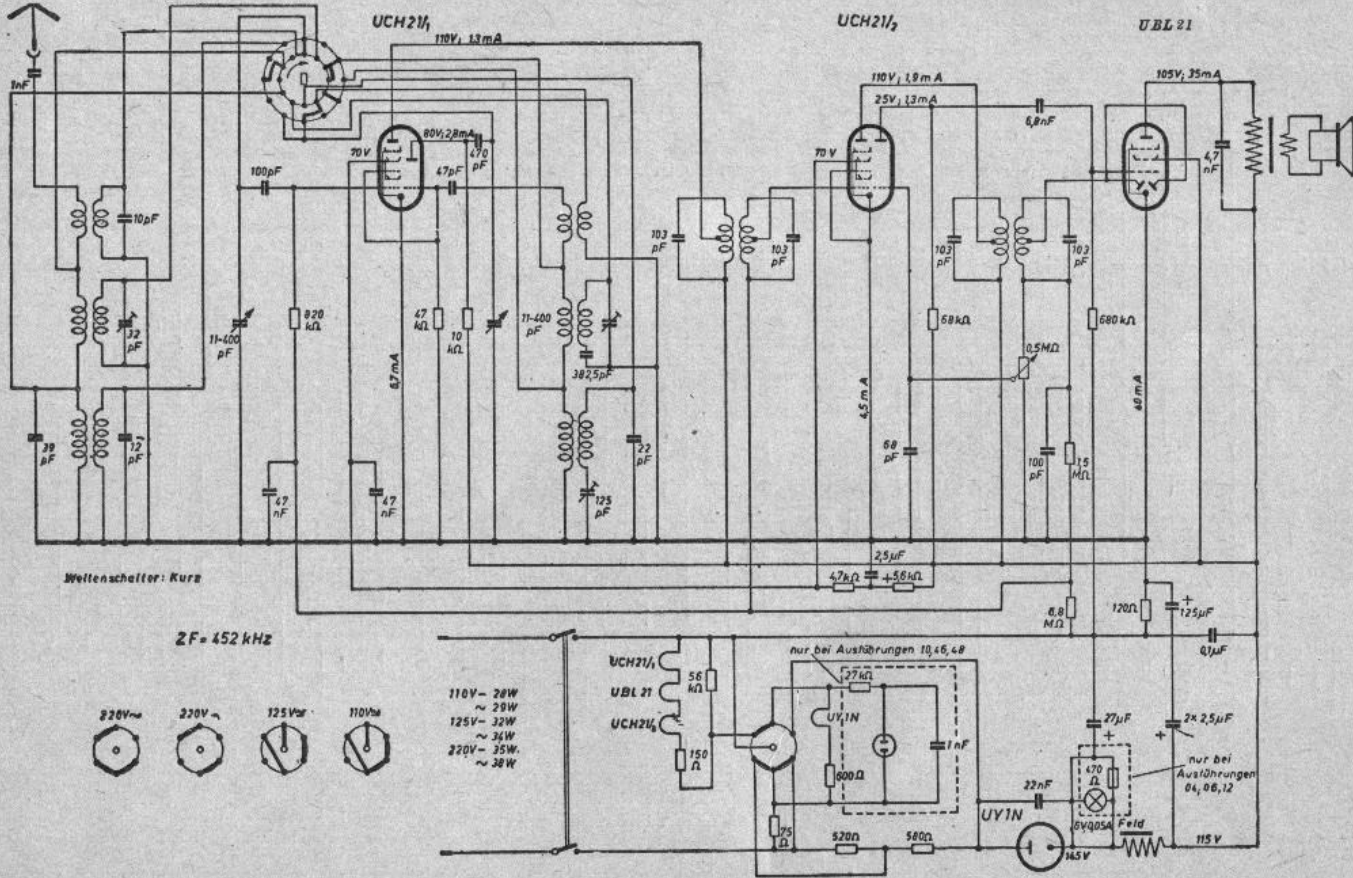 UCH21/1
UCH21/2
UBL 21
110V; 1.3mA
110V; 1,9mA
25V; 1,3mA
105V; 35mA
1nF
80V; 2,8mA
70V
470
pF
100pF
47pF
70V
6,8nF
4,7
nF
10pF
103
pF
103
pF
103
pF
103
pF
32
pF
11-400
pF
820
kΩ
47
kΩ
10
kΩ
11-400
pF
382,5pF
68kΩ
0,5MΩ
680kΩ
6,7mA
4,5mA
40mA
39
pF
12
pF
22
pF
68
pF
100
pF
1,5
MΩ
47
nF
47
nF
125
pF
Wellenschalter: Kurz
2,5µF
4,7kΩ
+5,6kΩ
6,8
MΩ
120Ω
+
125µF
0,1µF
ZF = 452 kHz
220V~
220V
125V
110V
110V – 28W
~ 29W
125V – 32W
~ 34W
220V – 35W.
~ 38W
UCH21/1
UBL 21
UCH21/2
56
kΩ
150
Ω
nur bei Ausführungen 10,46,48
27kΩ
UY1N
600Ω
1nF
75
Ω
520Ω
580Ω
22nF
UY1N
27µF
+
2x 2,5µF
+
470
Ω
6V0,05A
nur bei
Ausführungen
04, 06, 12
Feld
145V
115V